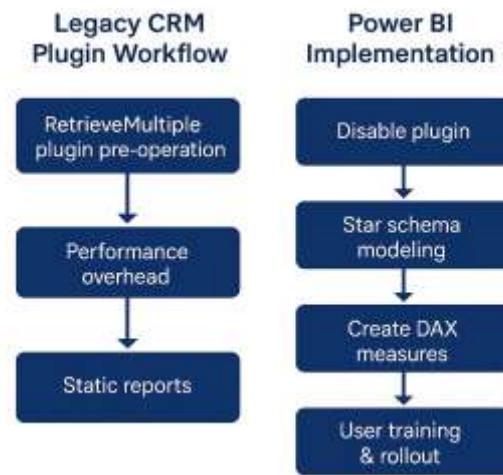 Legacy CRM
Plugin Workflow
RetrieveMultiple
plugin pre-operation
Performance
overhead
Static reports
Power BI
Implementation
Disable plugin
Star schema
modeling
Create DAX
measures
User training
& rollout